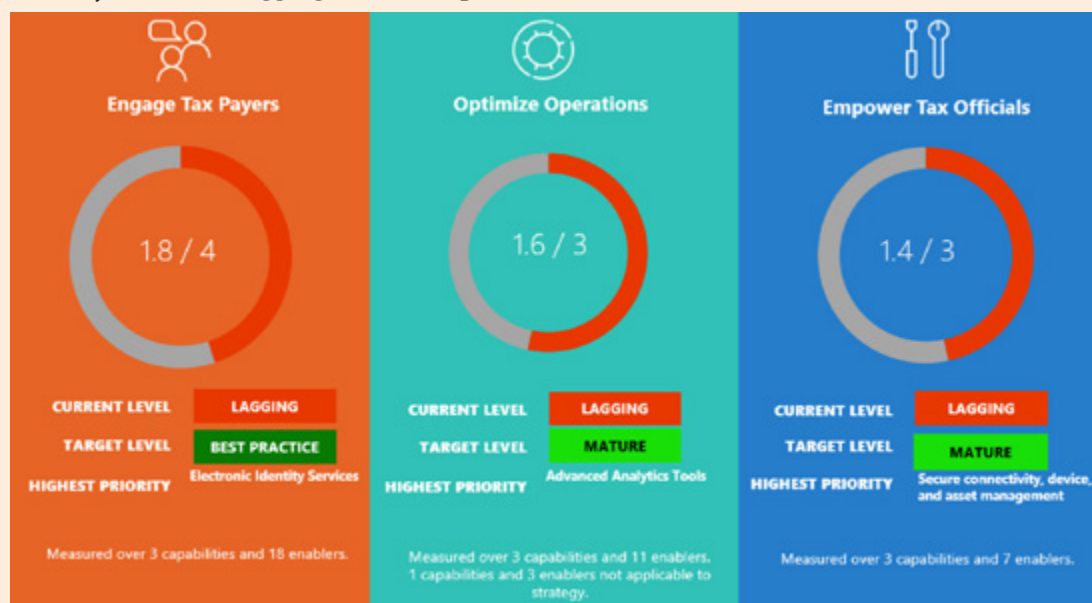 Engage Tax Payers
1.8 / 4
CURRENT LEVEL LAGGING
TARGET LEVEL BEST PRACTICE
HIGHEST PRIORITY Electronic Identity Services
Measured over 3 capabilities and 18 enablers.
Optimize Operations
1.6 / 3
CURRENT LEVEL LAGGING
TARGET LEVEL MATURE
HIGHEST PRIORITY Advanced Analytics Tools
Measured over 3 capabilities and 11 enablers.
1 capabilities and 3 enablers not applicable to
strategy.
Empower Tax Officials
1.4 / 3
CURRENT LEVEL LAGGING
TARGET LEVEL MATURE
HIGHEST PRIORITY Secure connectivity, device,
and asset management
Measured over 3 capabilities and 7 enablers.